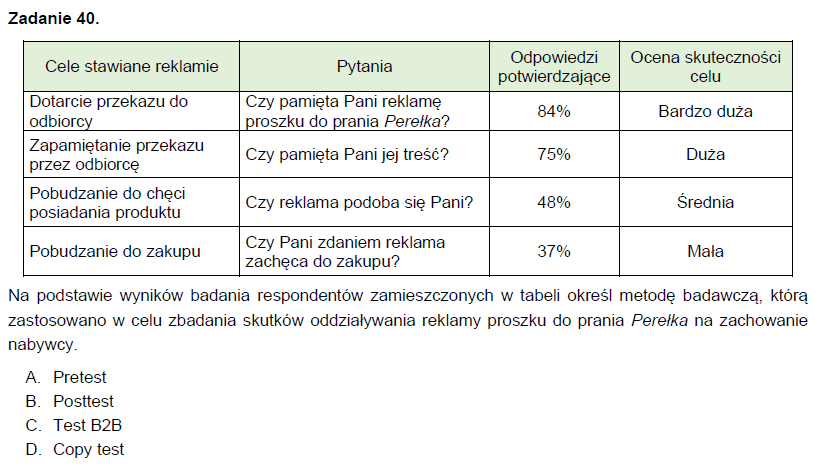 Zadanie 40.
Cele stawiane reklamie
Pytania
Odpowiedzi
potwierdzające
Ocena skuteczności
celu
Dotarcie przekazu do
odbiorcy
Czy pamięta Pani reklamę
proszku do prania Perełka?
84%
Bardzo duża
Zapamiętanie przekazu
przez odbiorcę
Czy pamięta Pani jej treść?
75%
Duża
Pobudzanie do chęci
posiadania produktu
Czy reklama podoba się Pani?
48%
Średnia
Pobudzanie do zakupu
Czy Pani zdaniem reklama
zachęca do zakupu?
37%
Mała
Na podstawie wyników badania respondentów zamieszczonych w tabeli określ metodę badawczą, którą
zastosowano w celu zbadania skutków oddziaływania reklamy proszku do prania Perełka na zachowanie
nabywcy.
A. Pretest
B. Posttest
C. Test B2B
D. Copy test